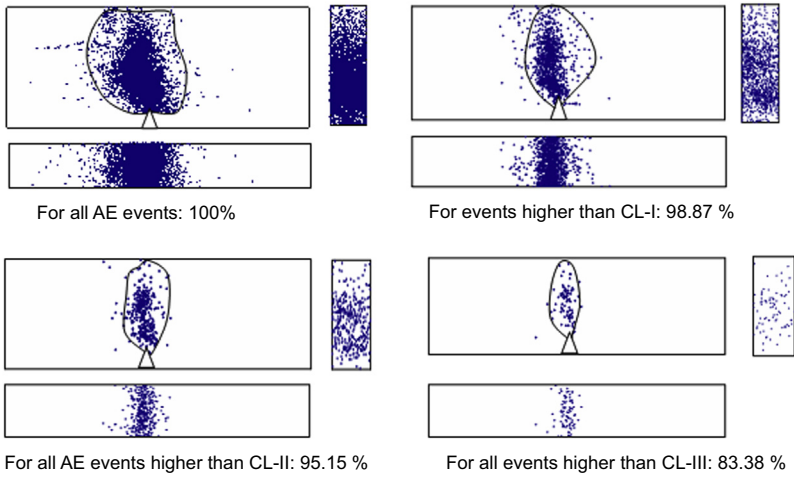 For all AE events: 100%
For events higher than CL-I: 98.87 %
For all AE events higher than CL-II: 95.15 %
For all events higher than CL-III: 83.38 %